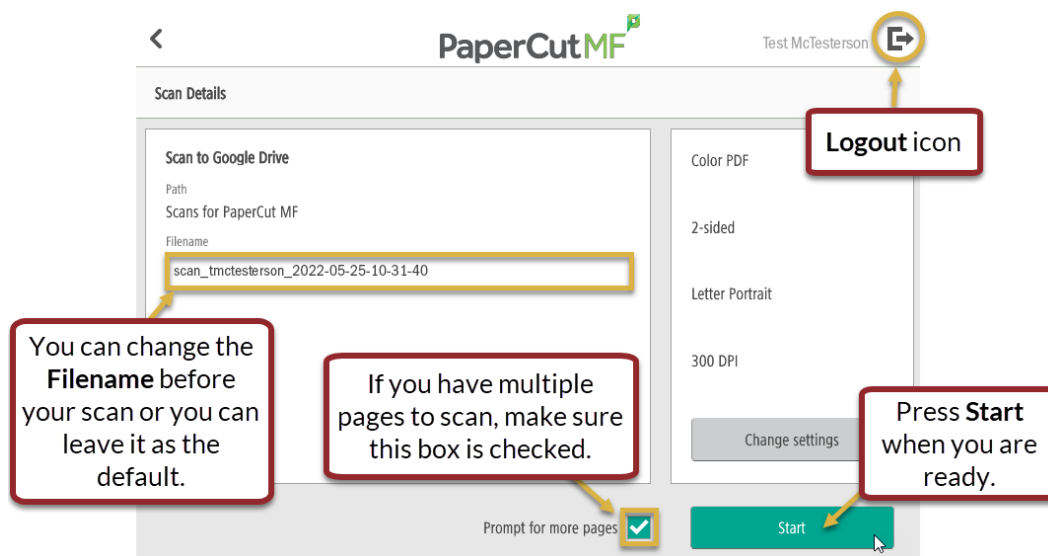 PaperCutMF
Test McTesterson
Scan Details
Logout icon
Scan to Google Drive
Path
Scans for PaperCut MF
Filename
scan_tmctesterson_2022-05-25-10-31-40
Color PDF
2-sided
Letter Portrait
300 DPI
Change settings
You can change the
Filename before
your scan or you can
leave it as the
default.
If you have multiple
pages to scan, make sure
this box is checked.
Press Start
when you are
ready.
Prompt for more pages
Start